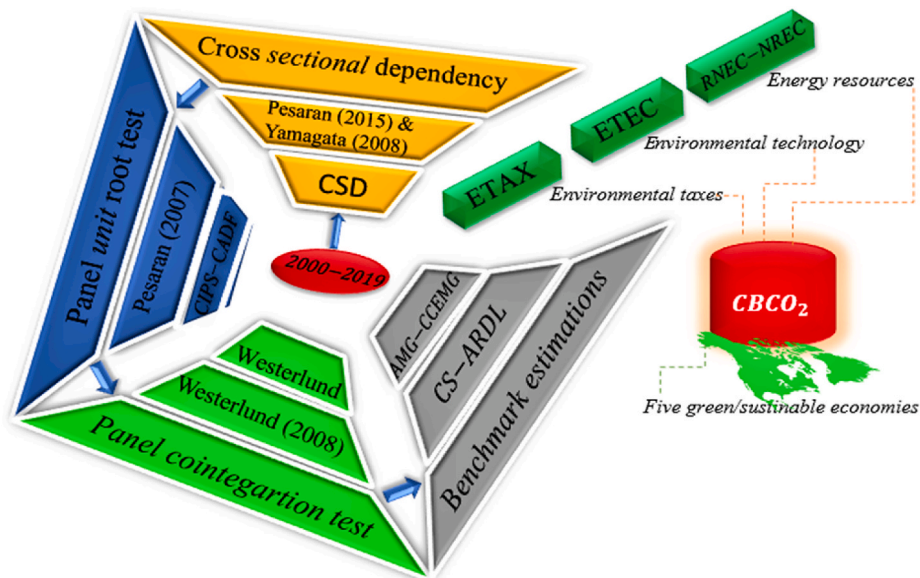 Cross sectional dependency
Pesaran (2015) &
Yamagata (2008)
CSD
2000−2019
Panel unit root test
Pesaran (2007)
CIPS−CADF
Westerlund
Westerlund (2008)
Panel cointegartion test
AMG−CCEMG
CS−ARDL
Benchmark estimations
RNEC−NREC
Energy resources
ETEC
Environmental technology
ETAX
Environmental taxes
CBCO₂
Five green/sustinable economies